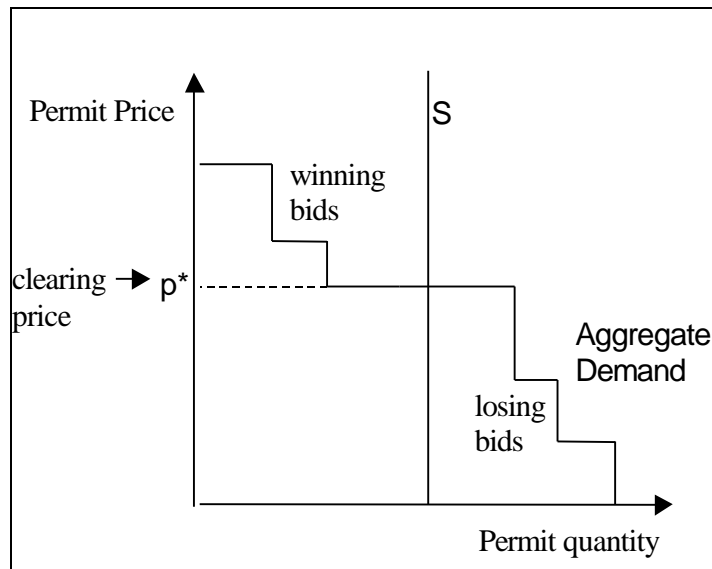 Permit Price
S
winning
bids
clearing
price
p*
Aggregate
Demand
losing
bids
Permit quantity